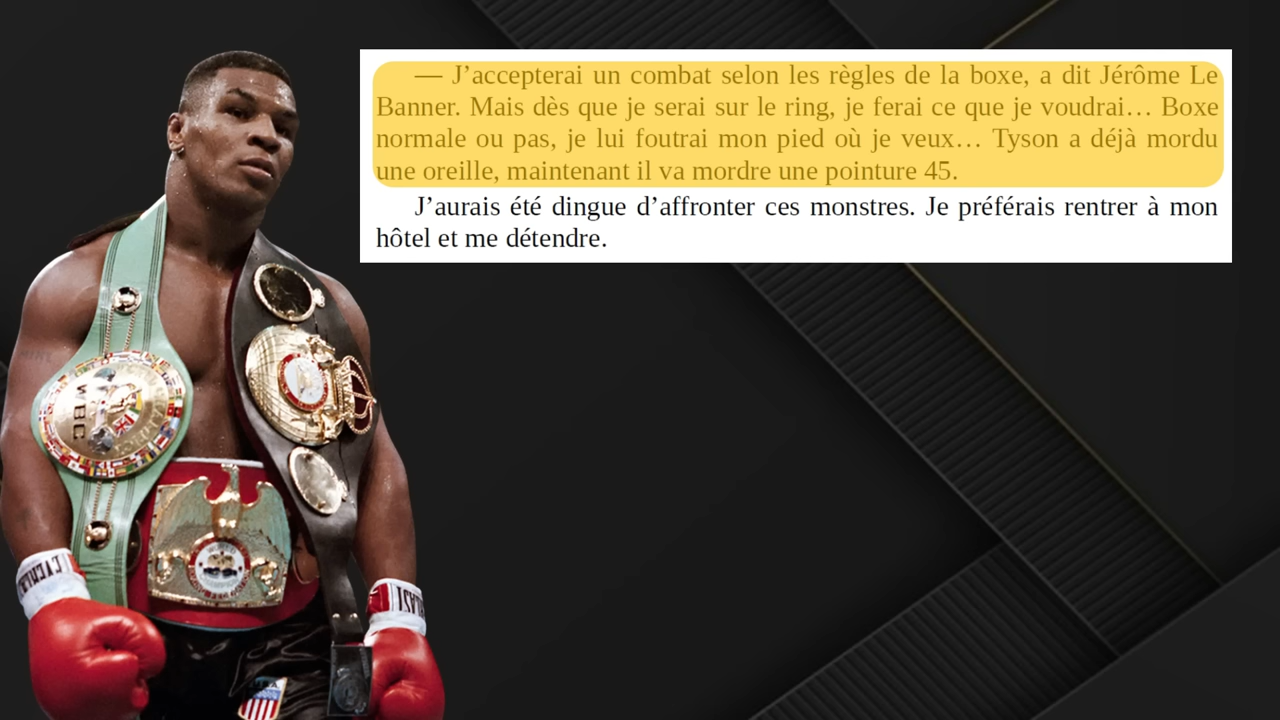 — J’accepterai un combat selon les règles de la boxe, a dit Jérôme Le
Banner. Mais dès que je serai sur le ring, je ferai ce que je voudrai… Boxe
normale ou pas, je lui foutrai mon pied où je veux… Tyson a déjà mordu
une oreille, maintenant il va mordre une pointure 45.
J’aurais été dingue d’affronter ces monstres. Je préférais rentrer à mon
hôtel et me détendre.
WBC
EVERLAST